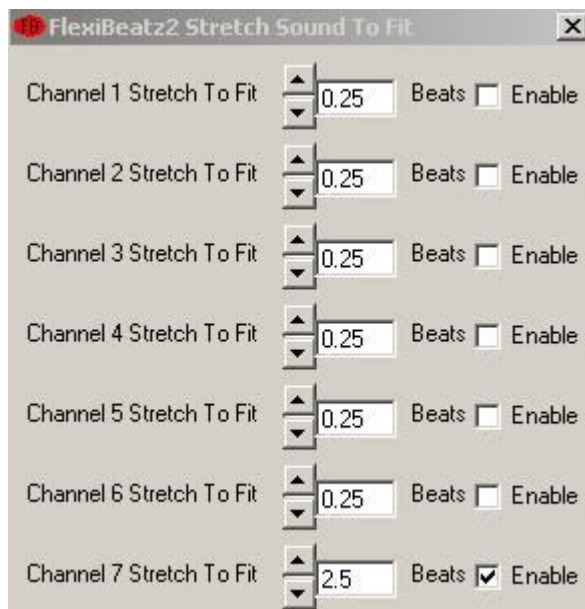 FB FlexiBeatz2 Stretch Sound To Fit
Channel 1 Stretch To Fit 0.25 Beats Enable
Channel 2 Stretch To Fit 0.25 Beats Enable
Channel 3 Stretch To Fit 0.25 Beats Enable
Channel 4 Stretch To Fit 0.25 Beats Enable
Channel 5 Stretch To Fit 0.25 Beats Enable
Channel 6 Stretch To Fit 0.25 Beats Enable
Channel 7 Stretch To Fit 2.5 Beats Enable